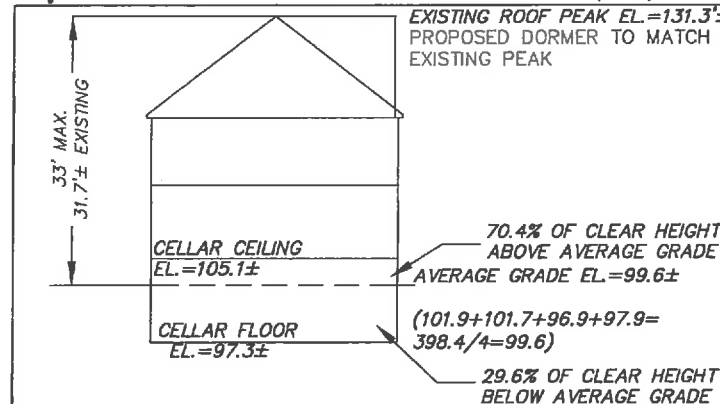 EXISTING ROOF PEAK EL.=131.3'±
PROPOSED DORMER TO MATCH
EXISTING PEAK
33' MAX.
31.7'± EXISTING
70.4% OF CLEAR HEIGHT
ABOVE AVERAGE GRADE
CELLAR CEILING
EL.=105.1±
AVERAGE GRADE EL.=99.6±
(101.9+101.7+96.9+97.9=
398.4/4=99.6)
CELLAR FLOOR
EL.=97.3±
29.6% OF CLEAR HEIGHT
BELOW AVERAGE GRADE